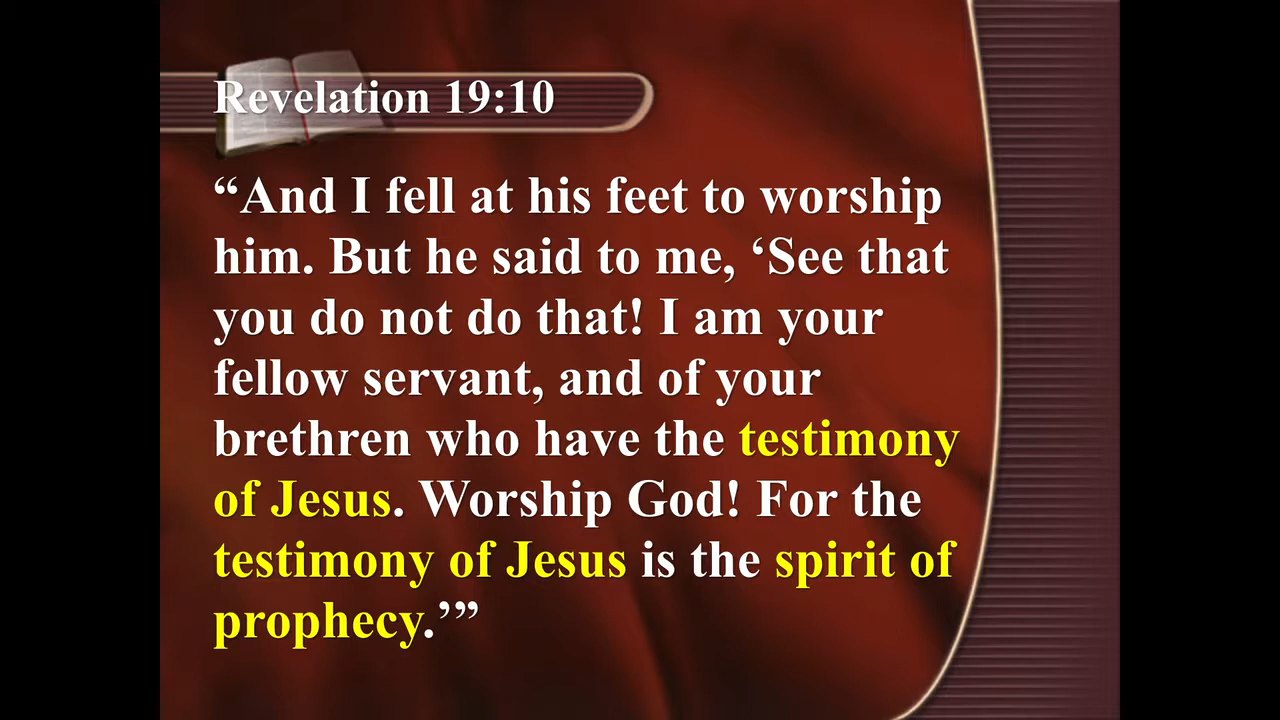 Revelation 19:10
“And I fell at his feet to worship
him. But he said to me, ‘See that
you do not do that! I am your
fellow servant, and of your
brethren who have the testimony
of Jesus. Worship God! For the
testimony of Jesus is the spirit of
prophecy.’”